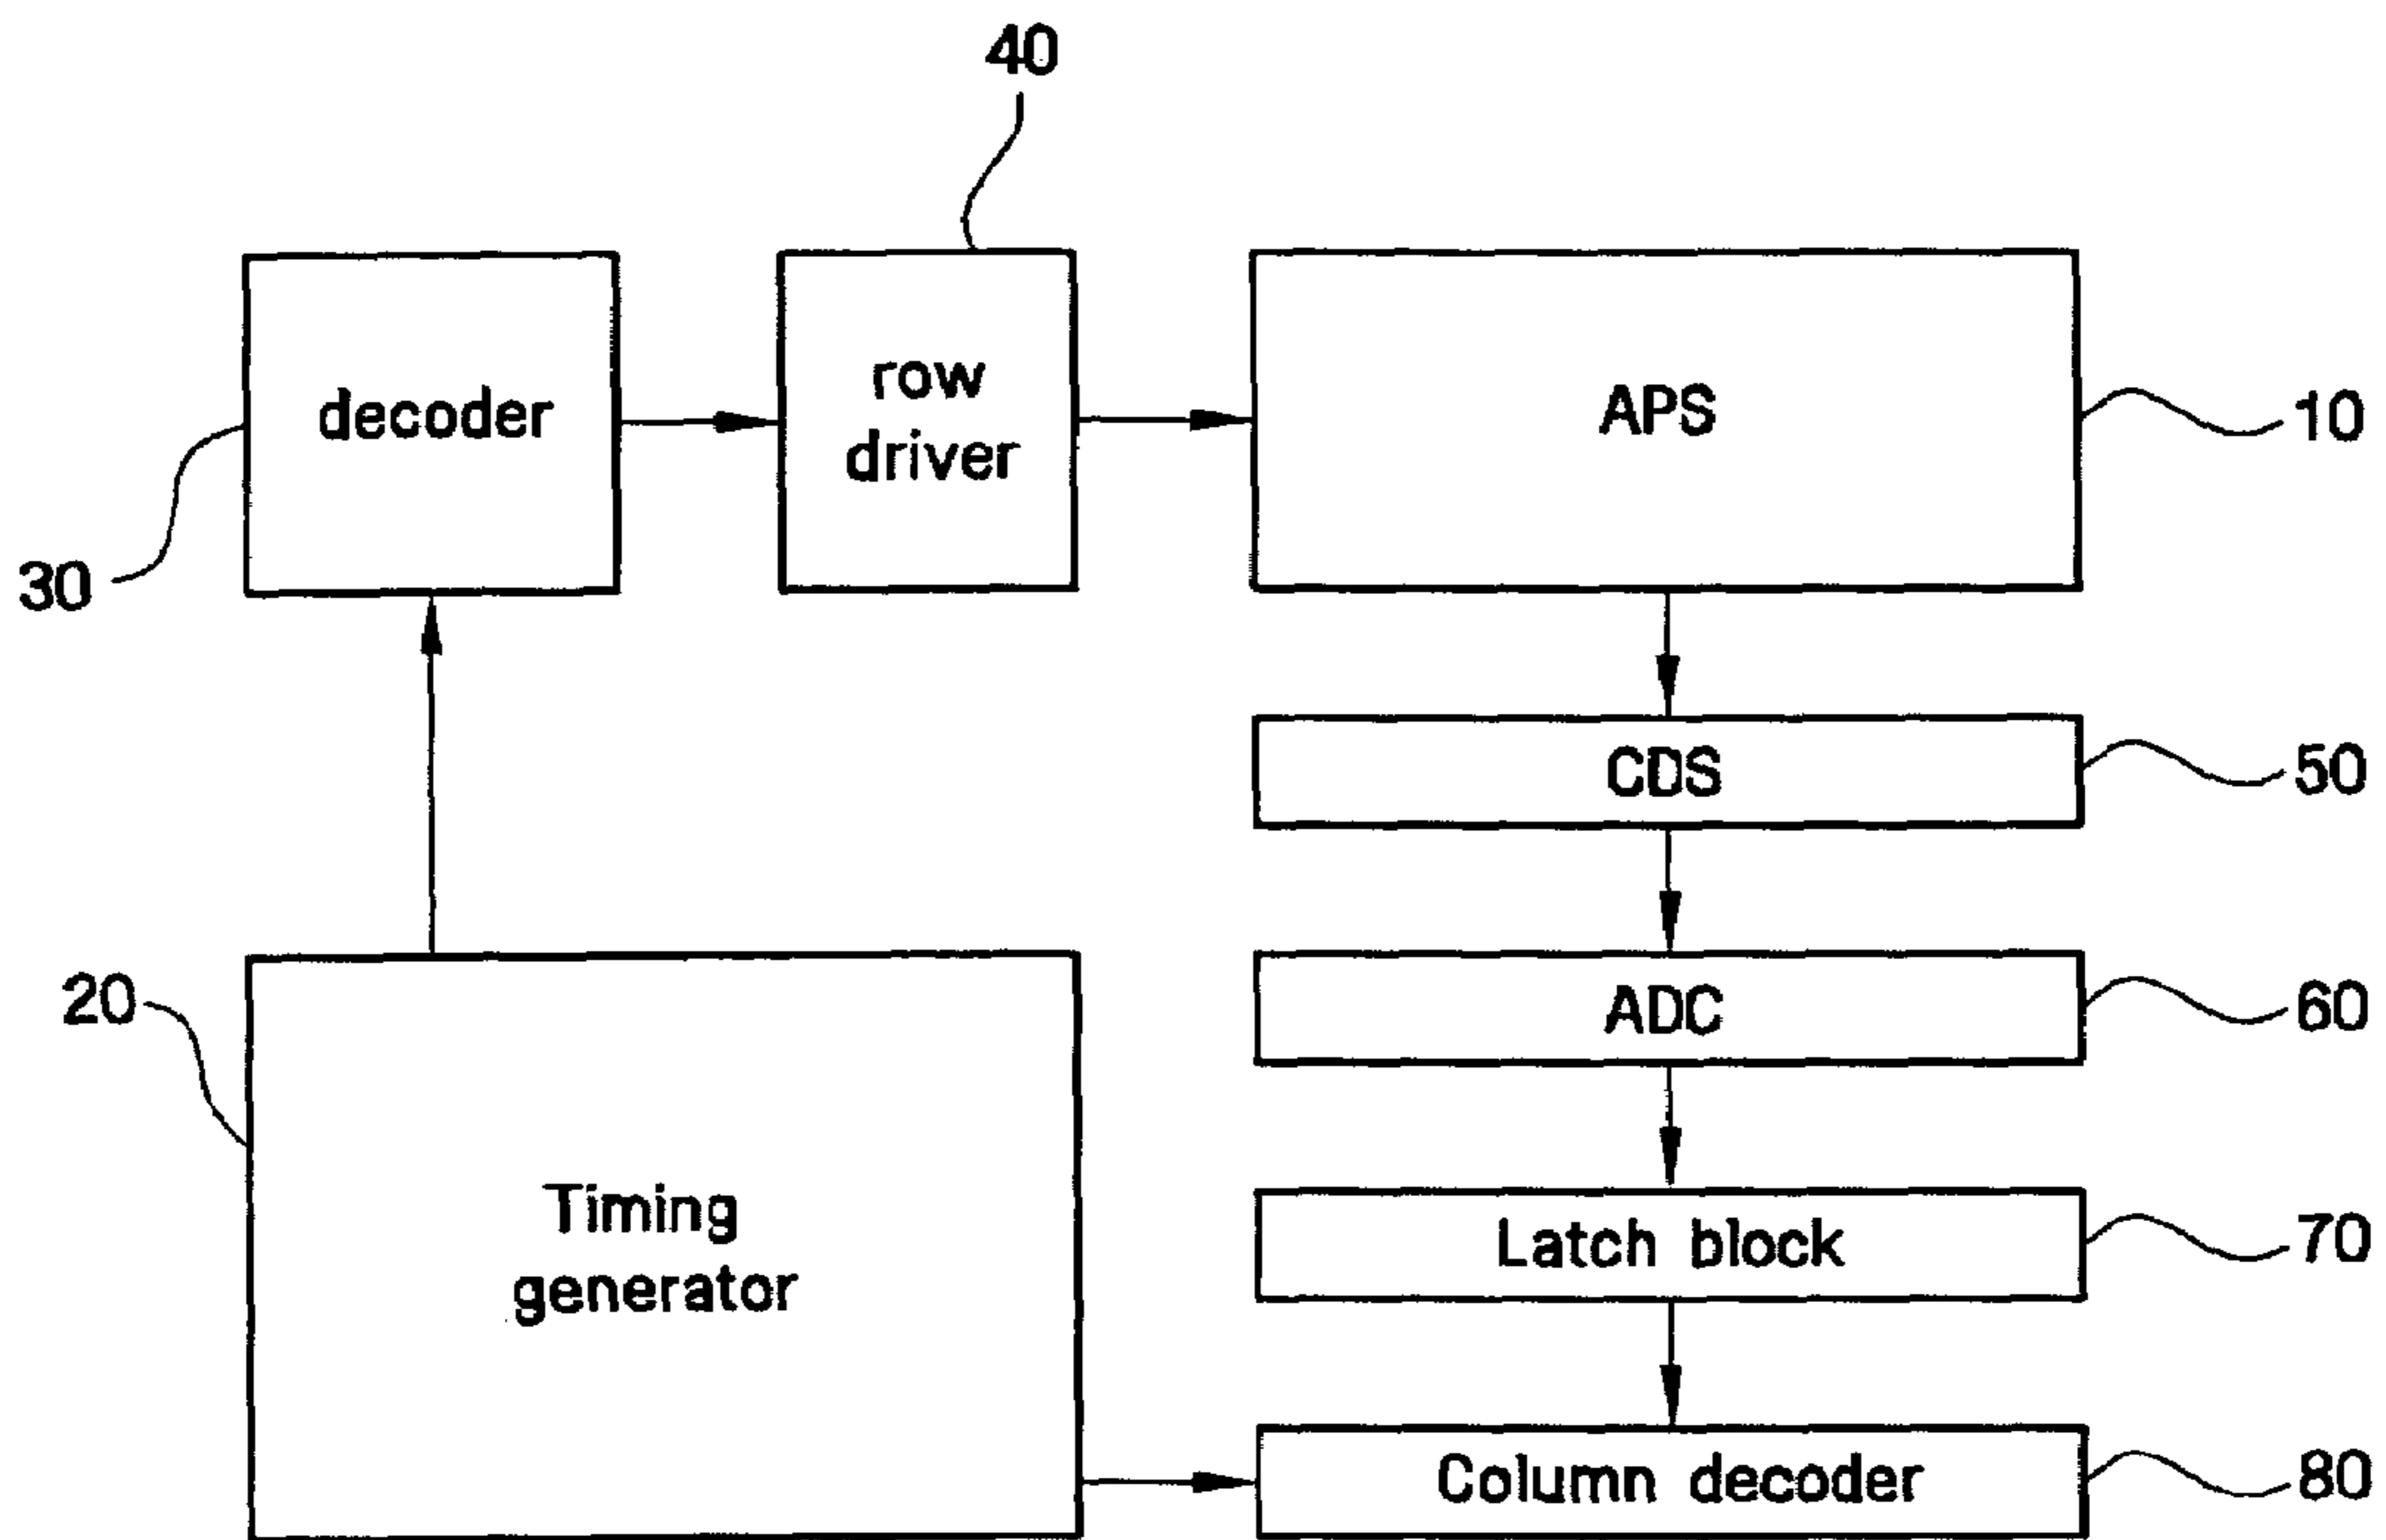 40
decoder
row
driver
APS
10
30
CDS
50
20
ADC
60
Timing
generator
Latch block
70
Column decoder
80